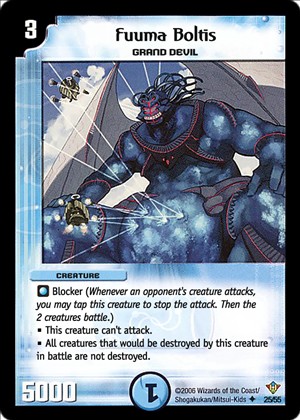 3
Fuuma Boltis
GRAND DEVIL
CREATURE
Blocker (Whenever an opponent's creature attacks,
you may tap this creature to stop the attack. Then the
2 creatures battle.)
▪ This creature can't attack.
▪ All creatures that would be destroyed by this creature
in battle are not destroyed.
5000
1
©2006 Wizards of the Coast/
Shogakukan/Mitsui-Kids ♦ 25/55